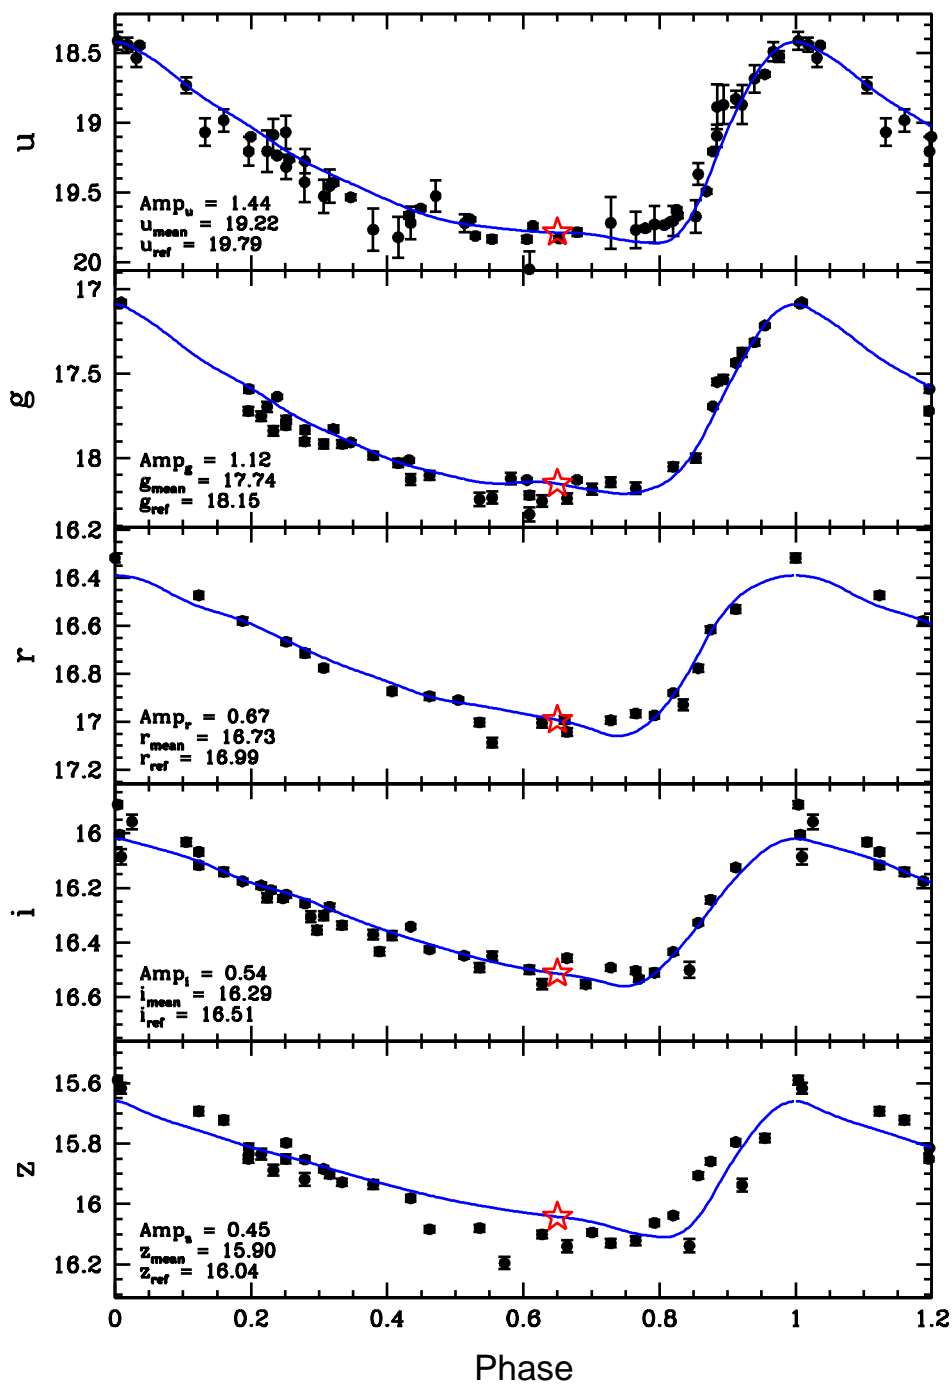 18.5
19
19.5
20
u
Amp_u = 1.44
u_mean = 19.22
u_ref = 19.79
17
17.5
18
g
Amp_g = 1.12
g_mean = 17.74
g_ref = 18.15
16.2
16.4
16.6
16.8
17
17.2
r
Amp_r = 0.67
r_mean = 16.73
r_ref = 16.99
16
16.2
16.4
16.6
i
Amp_i = 0.54
i_mean = 16.29
i_ref = 16.51
15.6
15.8
16
16.2
z
Amp_z = 0.45
z_mean = 15.90
z_ref = 16.04
0 0.2 0.4 0.6 0.8 1 1.2
Phase